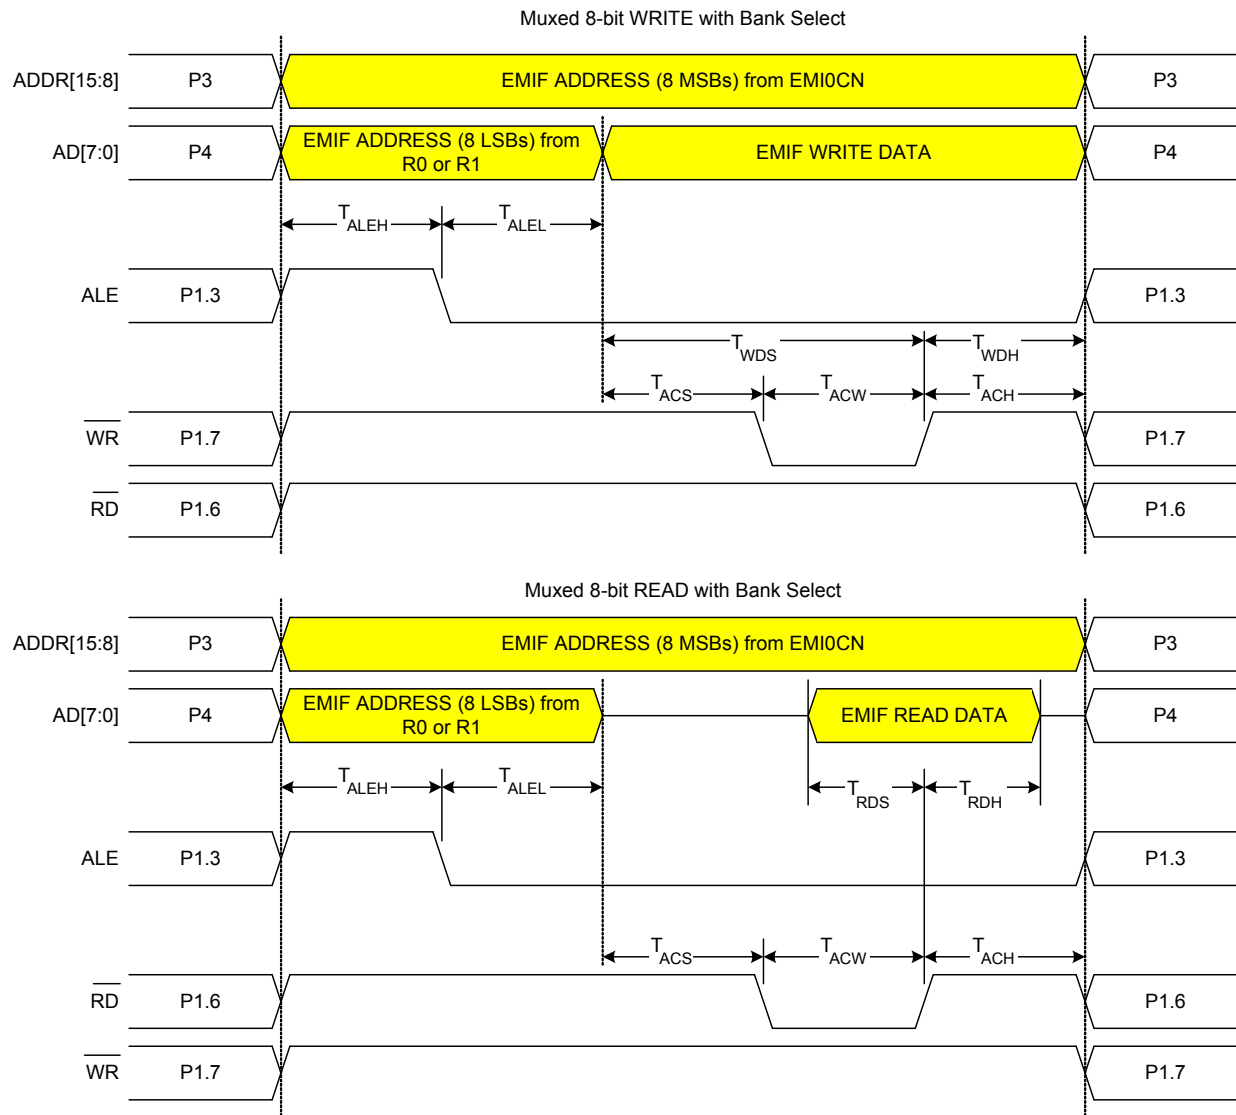 Muxed 8-bit WRITE with Bank Select
ADDR[15:8] P3 EMIF ADDRESS (8 MSBs) from EMI0CN P3
AD[7:0] P4 EMIF ADDRESS (8 LSBs) from R0 or R1 EMIF WRITE DATA P4
TALEH TALEL
ALE P1.3 P1.3
TWDS TWDH
TACS TACW TACH
WR P1.7 P1.7
RD P1.6 P1.6
Muxed 8-bit READ with Bank Select
ADDR[15:8] P3 EMIF ADDRESS (8 MSBs) from EMI0CN P3
AD[7:0] P4 EMIF ADDRESS (8 LSBs) from R0 or R1 EMIF READ DATA P4
TALEH TALEL TRDS TRDH
ALE P1.3 P1.3
TACS TACW TACH
RD P1.6 P1.6
WR P1.7 P1.7